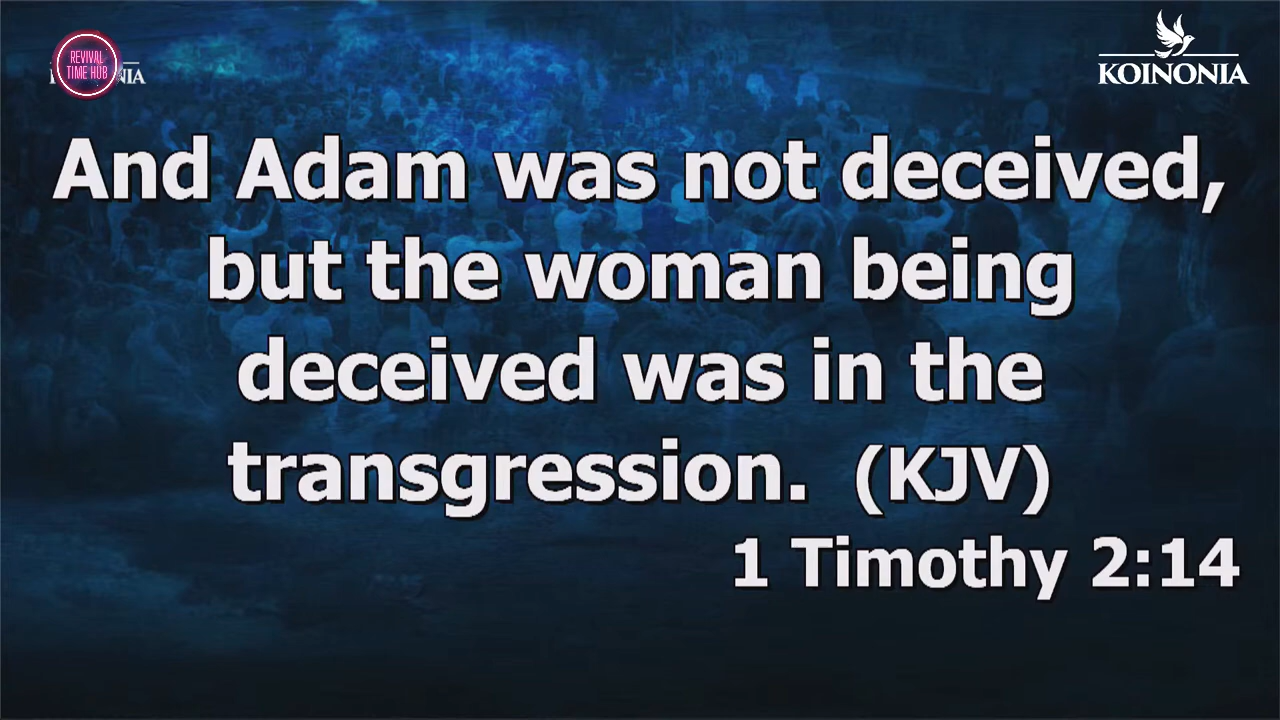 REVIVAL
TIME HUB
NIA
KOINONIA
And Adam was not deceived,
but the woman being
deceived was in the
transgression. (KJV)
1 Timothy 2:14